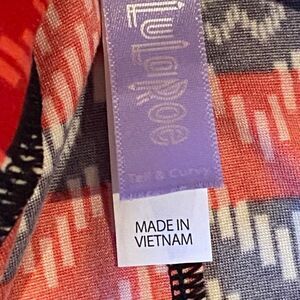 LuLaRoe
Tall & Curvy
MADE IN
VIETNAM